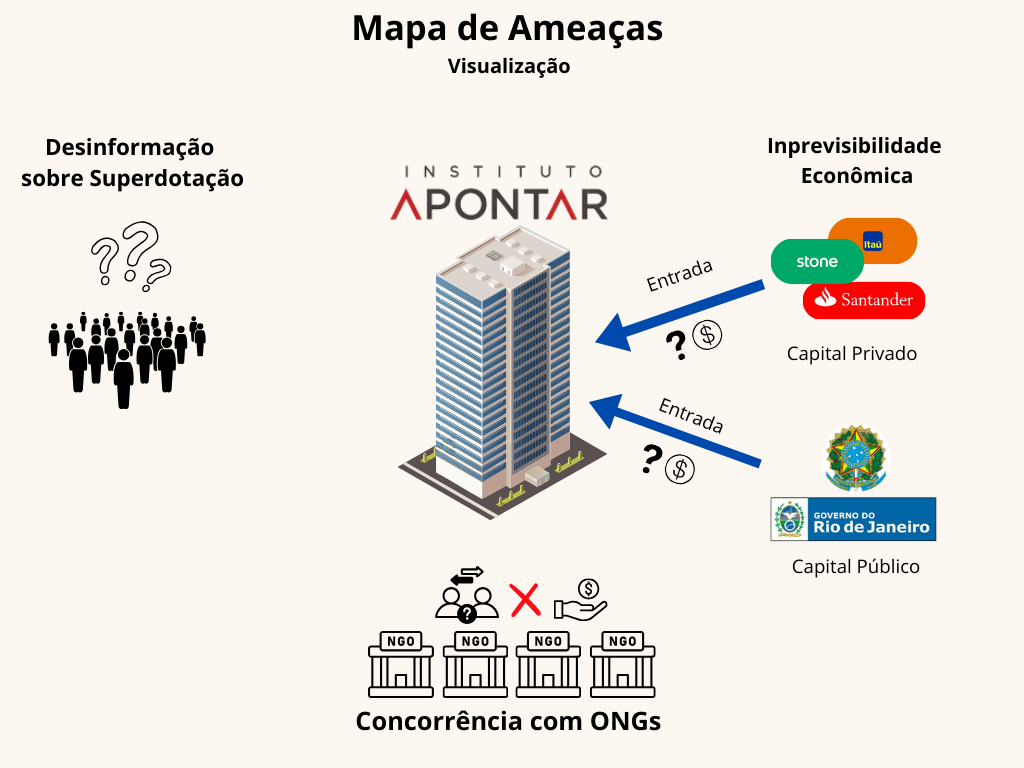 Mapa de Ameaças
Visualização
Desinformação
sobre Superdotação
? ? ?
INSTITUTO
APONTAR
Inprevisibilidade
Econômica
Itaú
stone
Santander
Capital Privado
Entrada
? $
Entrada
? $
GOVERNO DO
Rio de Janeiro
Capital Público
$
?
NGO NGO NGO NGO
Concorrência com ONGs